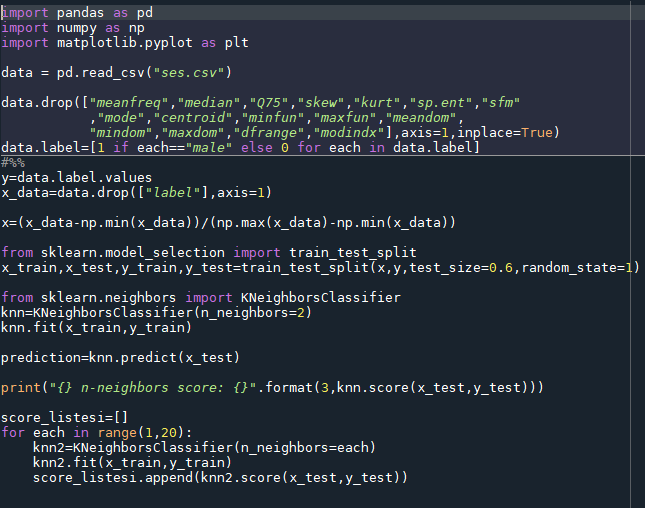 import pandas as pd
import numpy as np
import matplotlib.pyplot as plt
data = pd.read_csv("ses.csv")
data.drop(["meanfreq","median","Q75","skew","kurt","sp.ent","sfm"
,"mode","centroid","minfun","maxfun","meandom",
"mindom","maxdom","dfrange","modindx"],axis=1,inplace=True)
data.label=[1 if each=="male" else 0 for each in data.label]
#%%
y=data.label.values
x_data=data.drop(["label"],axis=1)
x=(x_data-np.min(x_data))/(np.max(x_data)-np.min(x_data))
from sklearn.model_selection import train_test_split
x_train,x_test,y_train,y_test=train_test_split(x,y,test_size=0.6,random_state=1)
from sklearn.neighbors import KNeighborsClassifier
knn=KNeighborsClassifier(n_neighbors=2)
knn.fit(x_train,y_train)
prediction=knn.predict(x_test)
print("{} n-neighbors score: {}".format(3,knn.score(x_test,y_test)))
score_listesi=[]
for each in range(1,20):
    knn2=KNeighborsClassifier(n_neighbors=each)
    knn2.fit(x_train,y_train)
    score_listesi.append(knn2.score(x_test,y_test))